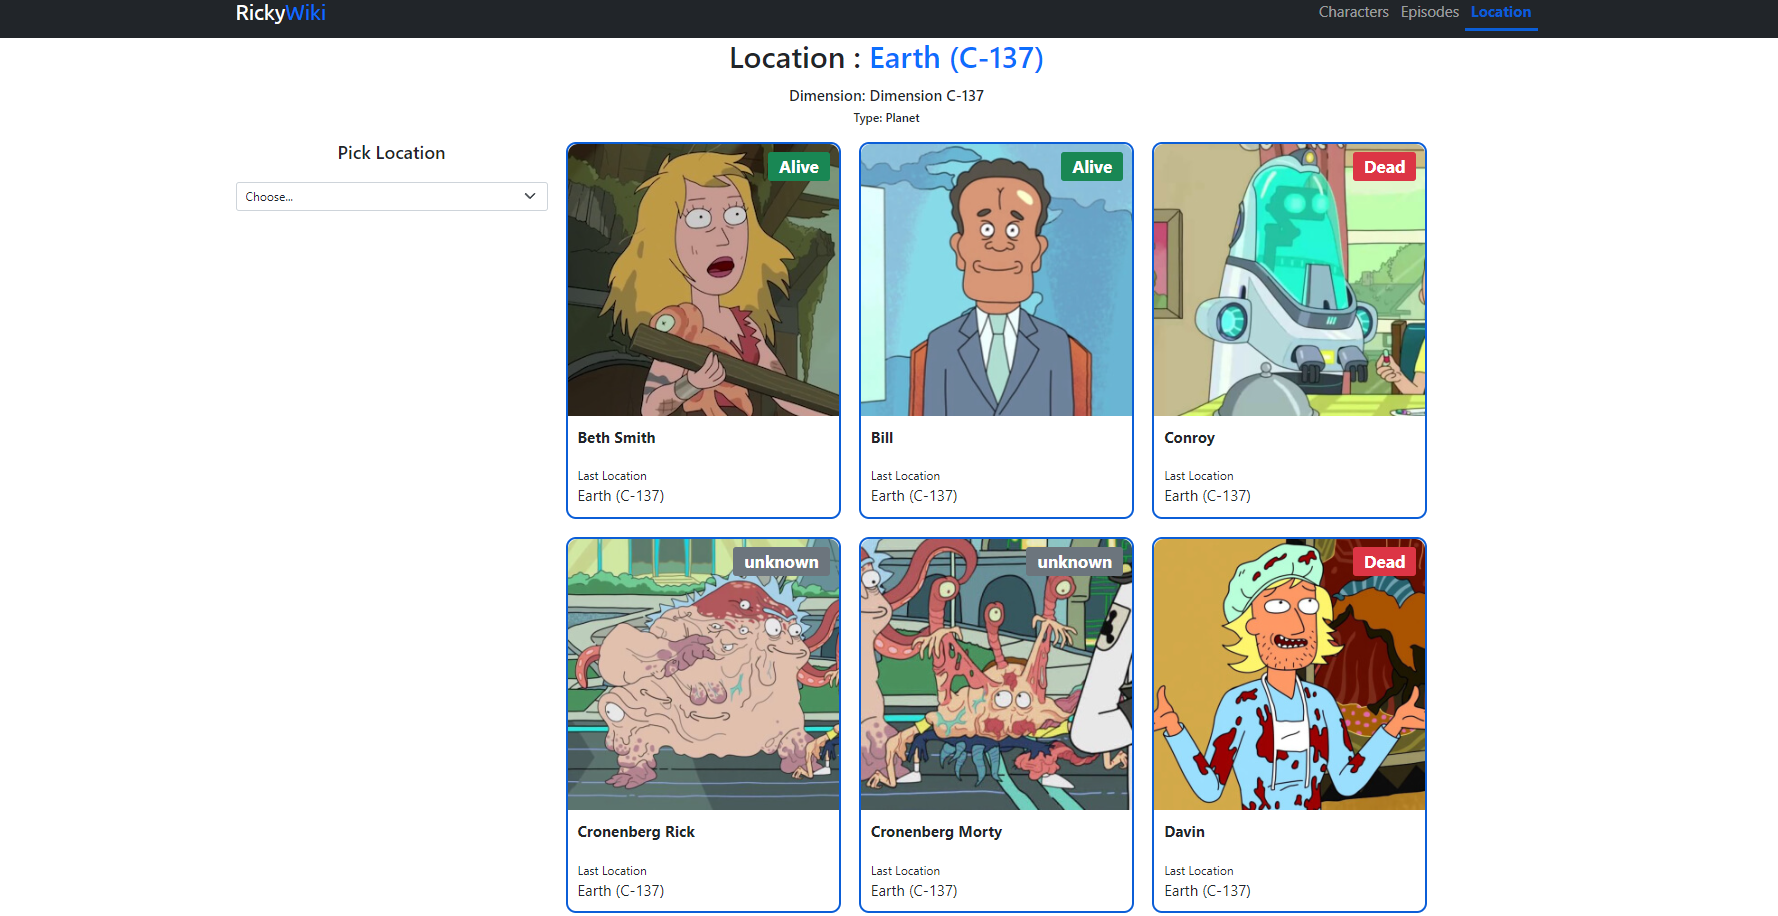 RickyWiki
Characters Episodes Location
Location : Earth (C-137)
Dimension: Dimension C-137
Type: Planet
Pick Location
Choose...
Alive
Beth Smith
Last Location
Earth (C-137)
Alive
Bill
Last Location
Earth (C-137)
Dead
Conroy
Last Location
Earth (C-137)
unknown
Cronenberg Rick
Last Location
Earth (C-137)
unknown
Cronenberg Morty
Last Location
Earth (C-137)
Dead
Davin
Last Location
Earth (C-137)